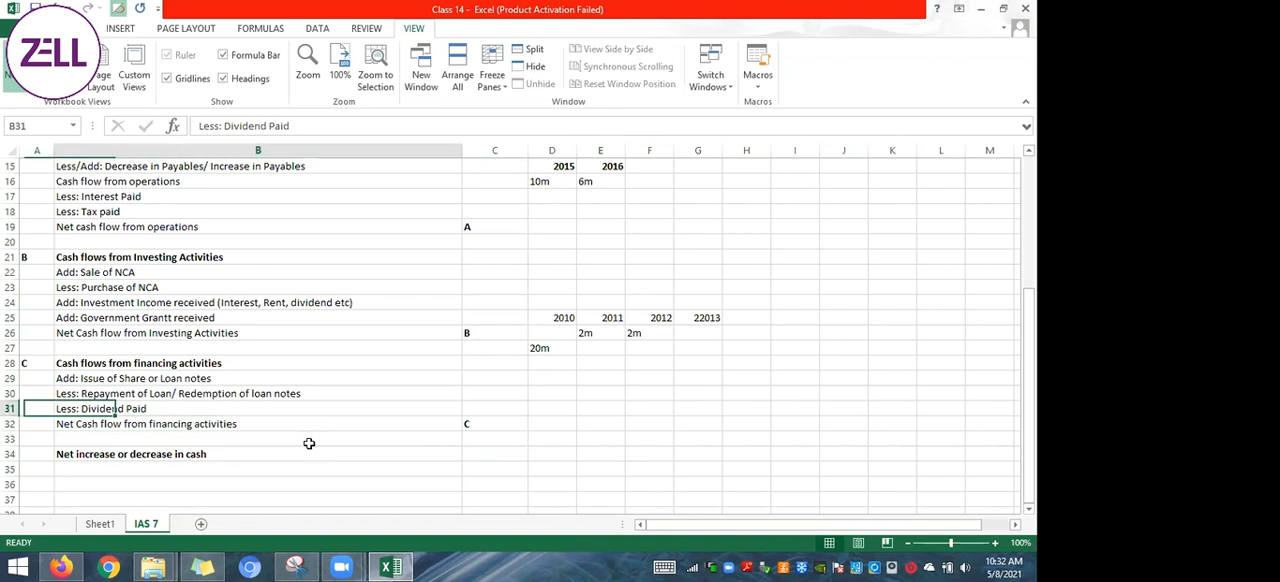 Class 14 - Excel (Product Activation Failed)
INSERT PAGE LAYOUT FORMULAS DATA REVIEW VIEW
ZELL
Ruler Formula Bar
Gridlines Headings
Layout
Custom Views
Workbook Views
Show
Zoom
100%
Zoom to Selection
Zoom
New Window
Arrange All
Freeze Panes
Split
Hide
Unhide
View Side by Side
Synchronous Scrolling
Reset Window Position
Window
Switch Windows
Macros
Macros
B31 fx Less: Dividend Paid
A B C D E F G H I J K L M
15 Less/Add: Decrease in Payables/ Increase in Payables 2015 2016
16 Cash flow from operations 10m 6m
17 Less: Interest Paid
18 Less: Tax paid
19 Net cash flow from operations A
20
21 B Cash flows from Investing Activities
22 Add: Sale of NCA
23 Less: Purchase of NCA
24 Add: Investment Income received (Interest, Rent, dividend etc)
25 Add: Government Grantt received 2010 2011 2012 22013
26 Net Cash flow from Investing Activities B 2m 2m
27 20m
28 C Cash flows from financing activities
29 Add: Issue of Share or Loan notes
30 Less: Repayment of Loan/ Redemption of loan notes
31 Less: Dividend Paid
32 Net Cash flow from financing activities C
33
34 Net increase or decrease in cash
35
36
37
Sheet1 IAS 7
READY 100%
10:32 AM
5/8/2021